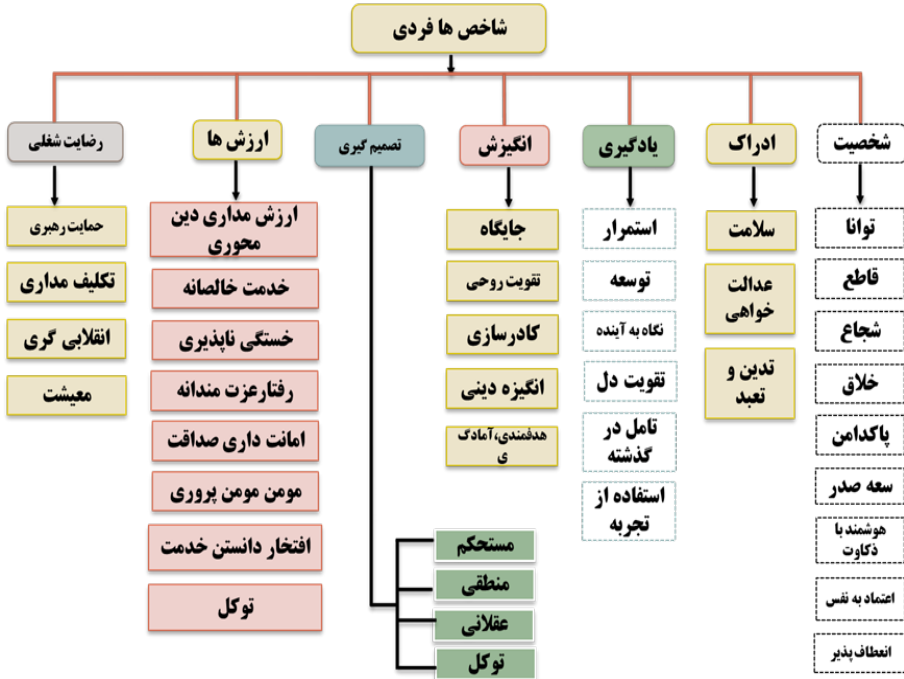 شاخص ها فردی
شخصیت
توانا
قاطع
شجاع
خلاق
پاکدامن
سعه صدر
هوشمند با
ذکاوت
اعتماد به نفس
انعطاف پذیر
ادراک
سلامت
عدالت
خواهی
تدین و
تعبد
یادگیری
استمرار
توسعه
نگاه به آینده
تقویت دل
تامل در
گذشته
استفاده از
تجربه
انگیزش
جایگاه
تقویت روحی
کادرسازی
انگیزه دینی
هدفمندی،آمادگ
ی
تصمیم گیری
مستحکم
منطقی
عقلانی
توکل
ارزش ها
ارزش مداری دین
محوری
خدمت خالصانه
خستگی ناپذیری
رفتارعزت مندانه
امانت داری صداقت
مومن مومن پروری
افتخار دانستن خدمت
توکل
رضایت شغلی
حمایت رهبری
تکلیف مداری
انقلابی گری
معیشت